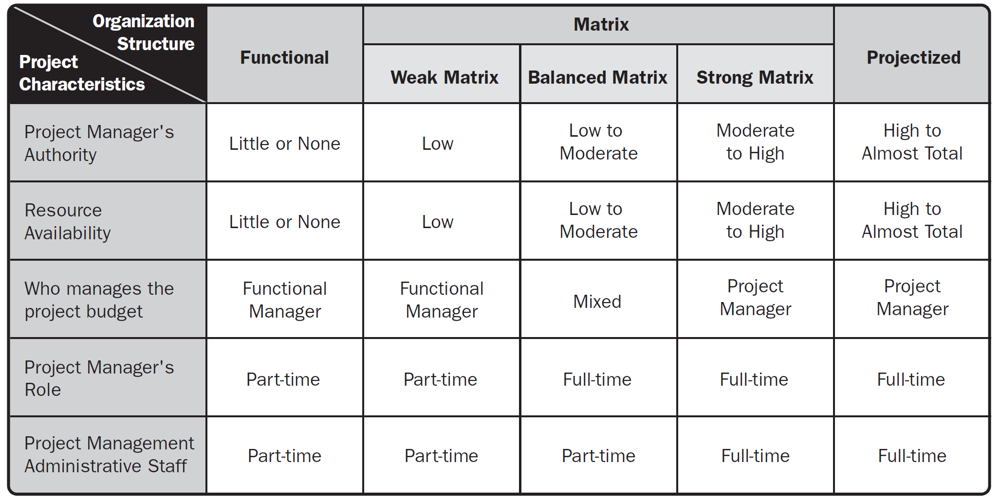 Organization
Structure
Project
Characteristics
Functional
Matrix
Weak Matrix
Balanced Matrix
Strong Matrix
Projectized
Project Manager's
Authority
Little or None
Low
Low to
Moderate
Moderate
to High
High to
Almost Total
Resource
Availability
Little or None
Low
Low to
Moderate
Moderate
to High
High to
Almost Total
Who manages the
project budget
Functional
Manager
Functional
Manager
Mixed
Project
Manager
Project
Manager
Project Manager's
Role
Part-time
Part-time
Full-time
Full-time
Full-time
Project Management
Administrative Staff
Part-time
Part-time
Part-time
Full-time
Full-time